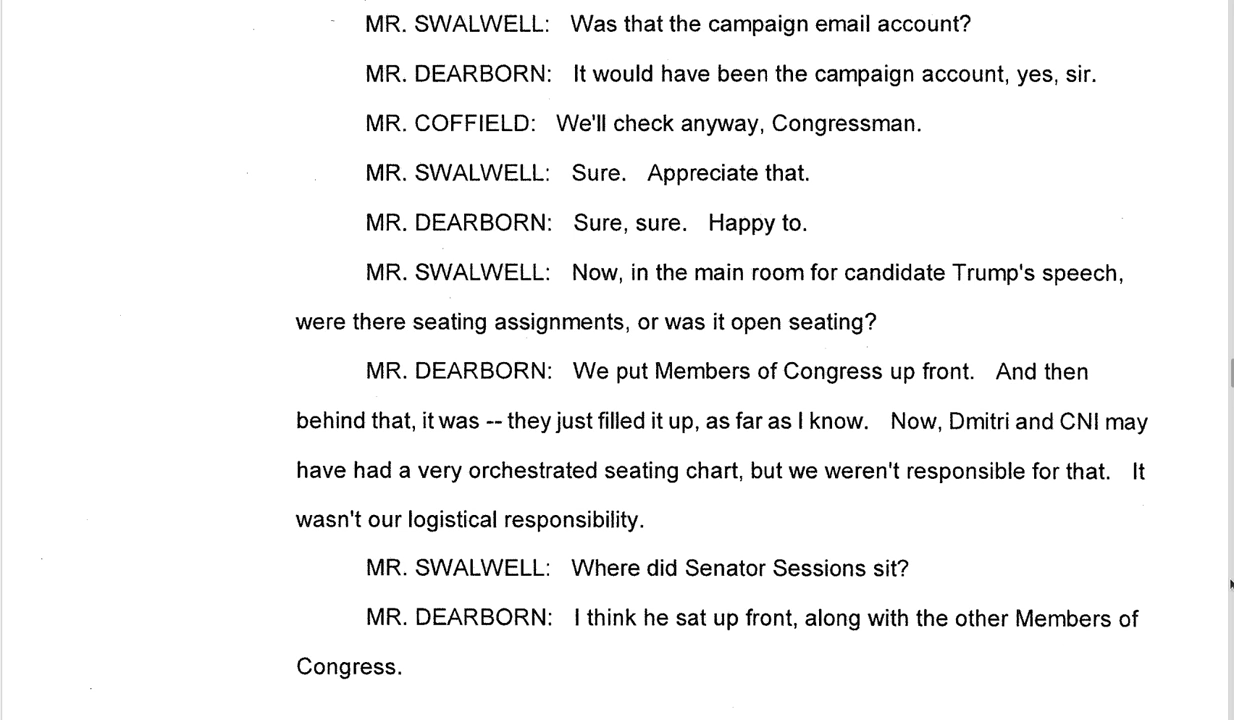 MR. SWALWELL: Was that the campaign email account?
MR. DEARBORN: It would have been the campaign account, yes, sir.
MR. COFFIELD: We'll check anyway, Congressman.
MR. SWALWELL: Sure. Appreciate that.
MR. DEARBORN: Sure, sure. Happy to.
MR. SWALWELL: Now, in the main room for candidate Trump's speech,
were there seating assignments, or was it open seating?
MR. DEARBORN: We put Members of Congress up front. And then
behind that, it was -- they just filled it up, as far as I know. Now, Dmitri and CNI may
have had a very orchestrated seating chart, but we weren't responsible for that. It
wasn't our logistical responsibility.
MR. SWALWELL: Where did Senator Sessions sit?
MR. DEARBORN: I think he sat up front, along with the other Members of
Congress.